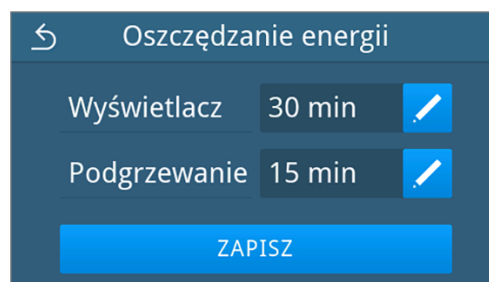 Oszczędzanie energii
Wyświetlacz 30 min
Podgrzewanie 15 min
ZAPISZ